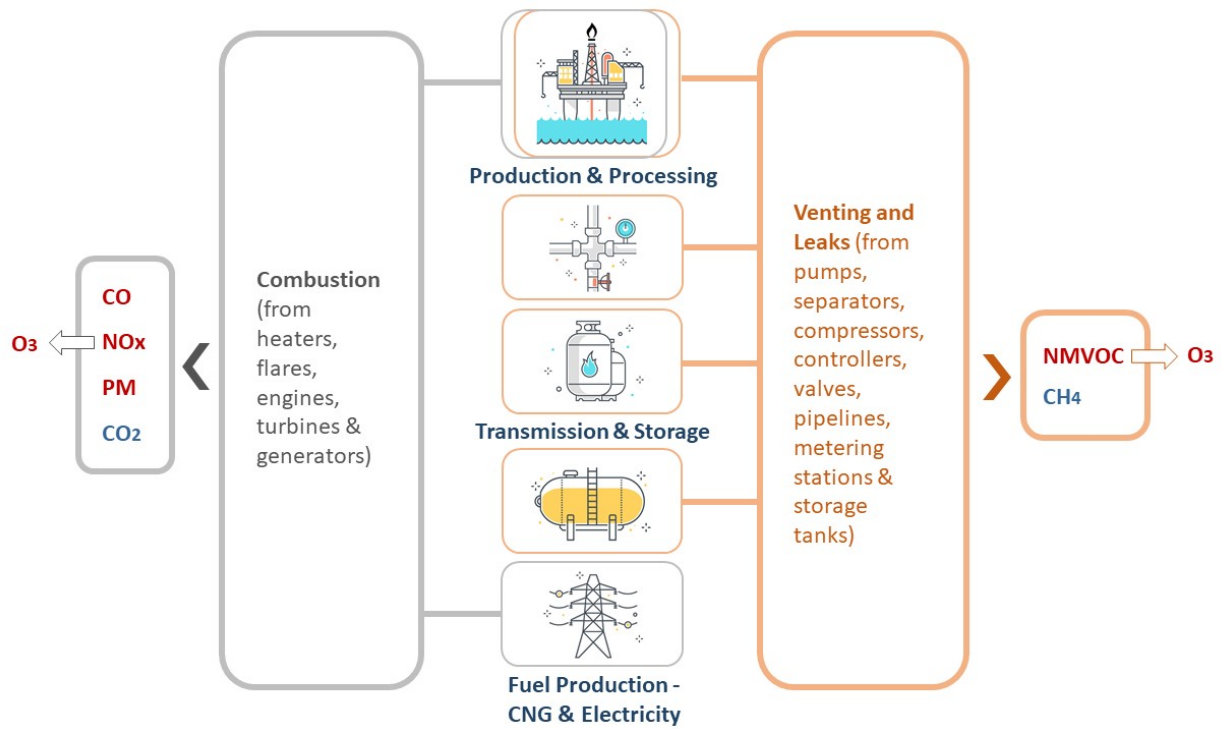 O3
CO
NOx
PM
CO2
Combustion
(from
heaters,
flares,
engines,
turbines &
generators)
Production & Processing
Transmission & Storage
Fuel Production -
CNG & Electricity
Venting and
Leaks (from
pumps,
separators,
compressors,
controllers,
valves,
pipelines,
metering
stations &
storage
tanks)
NMVOC
CH4
O3